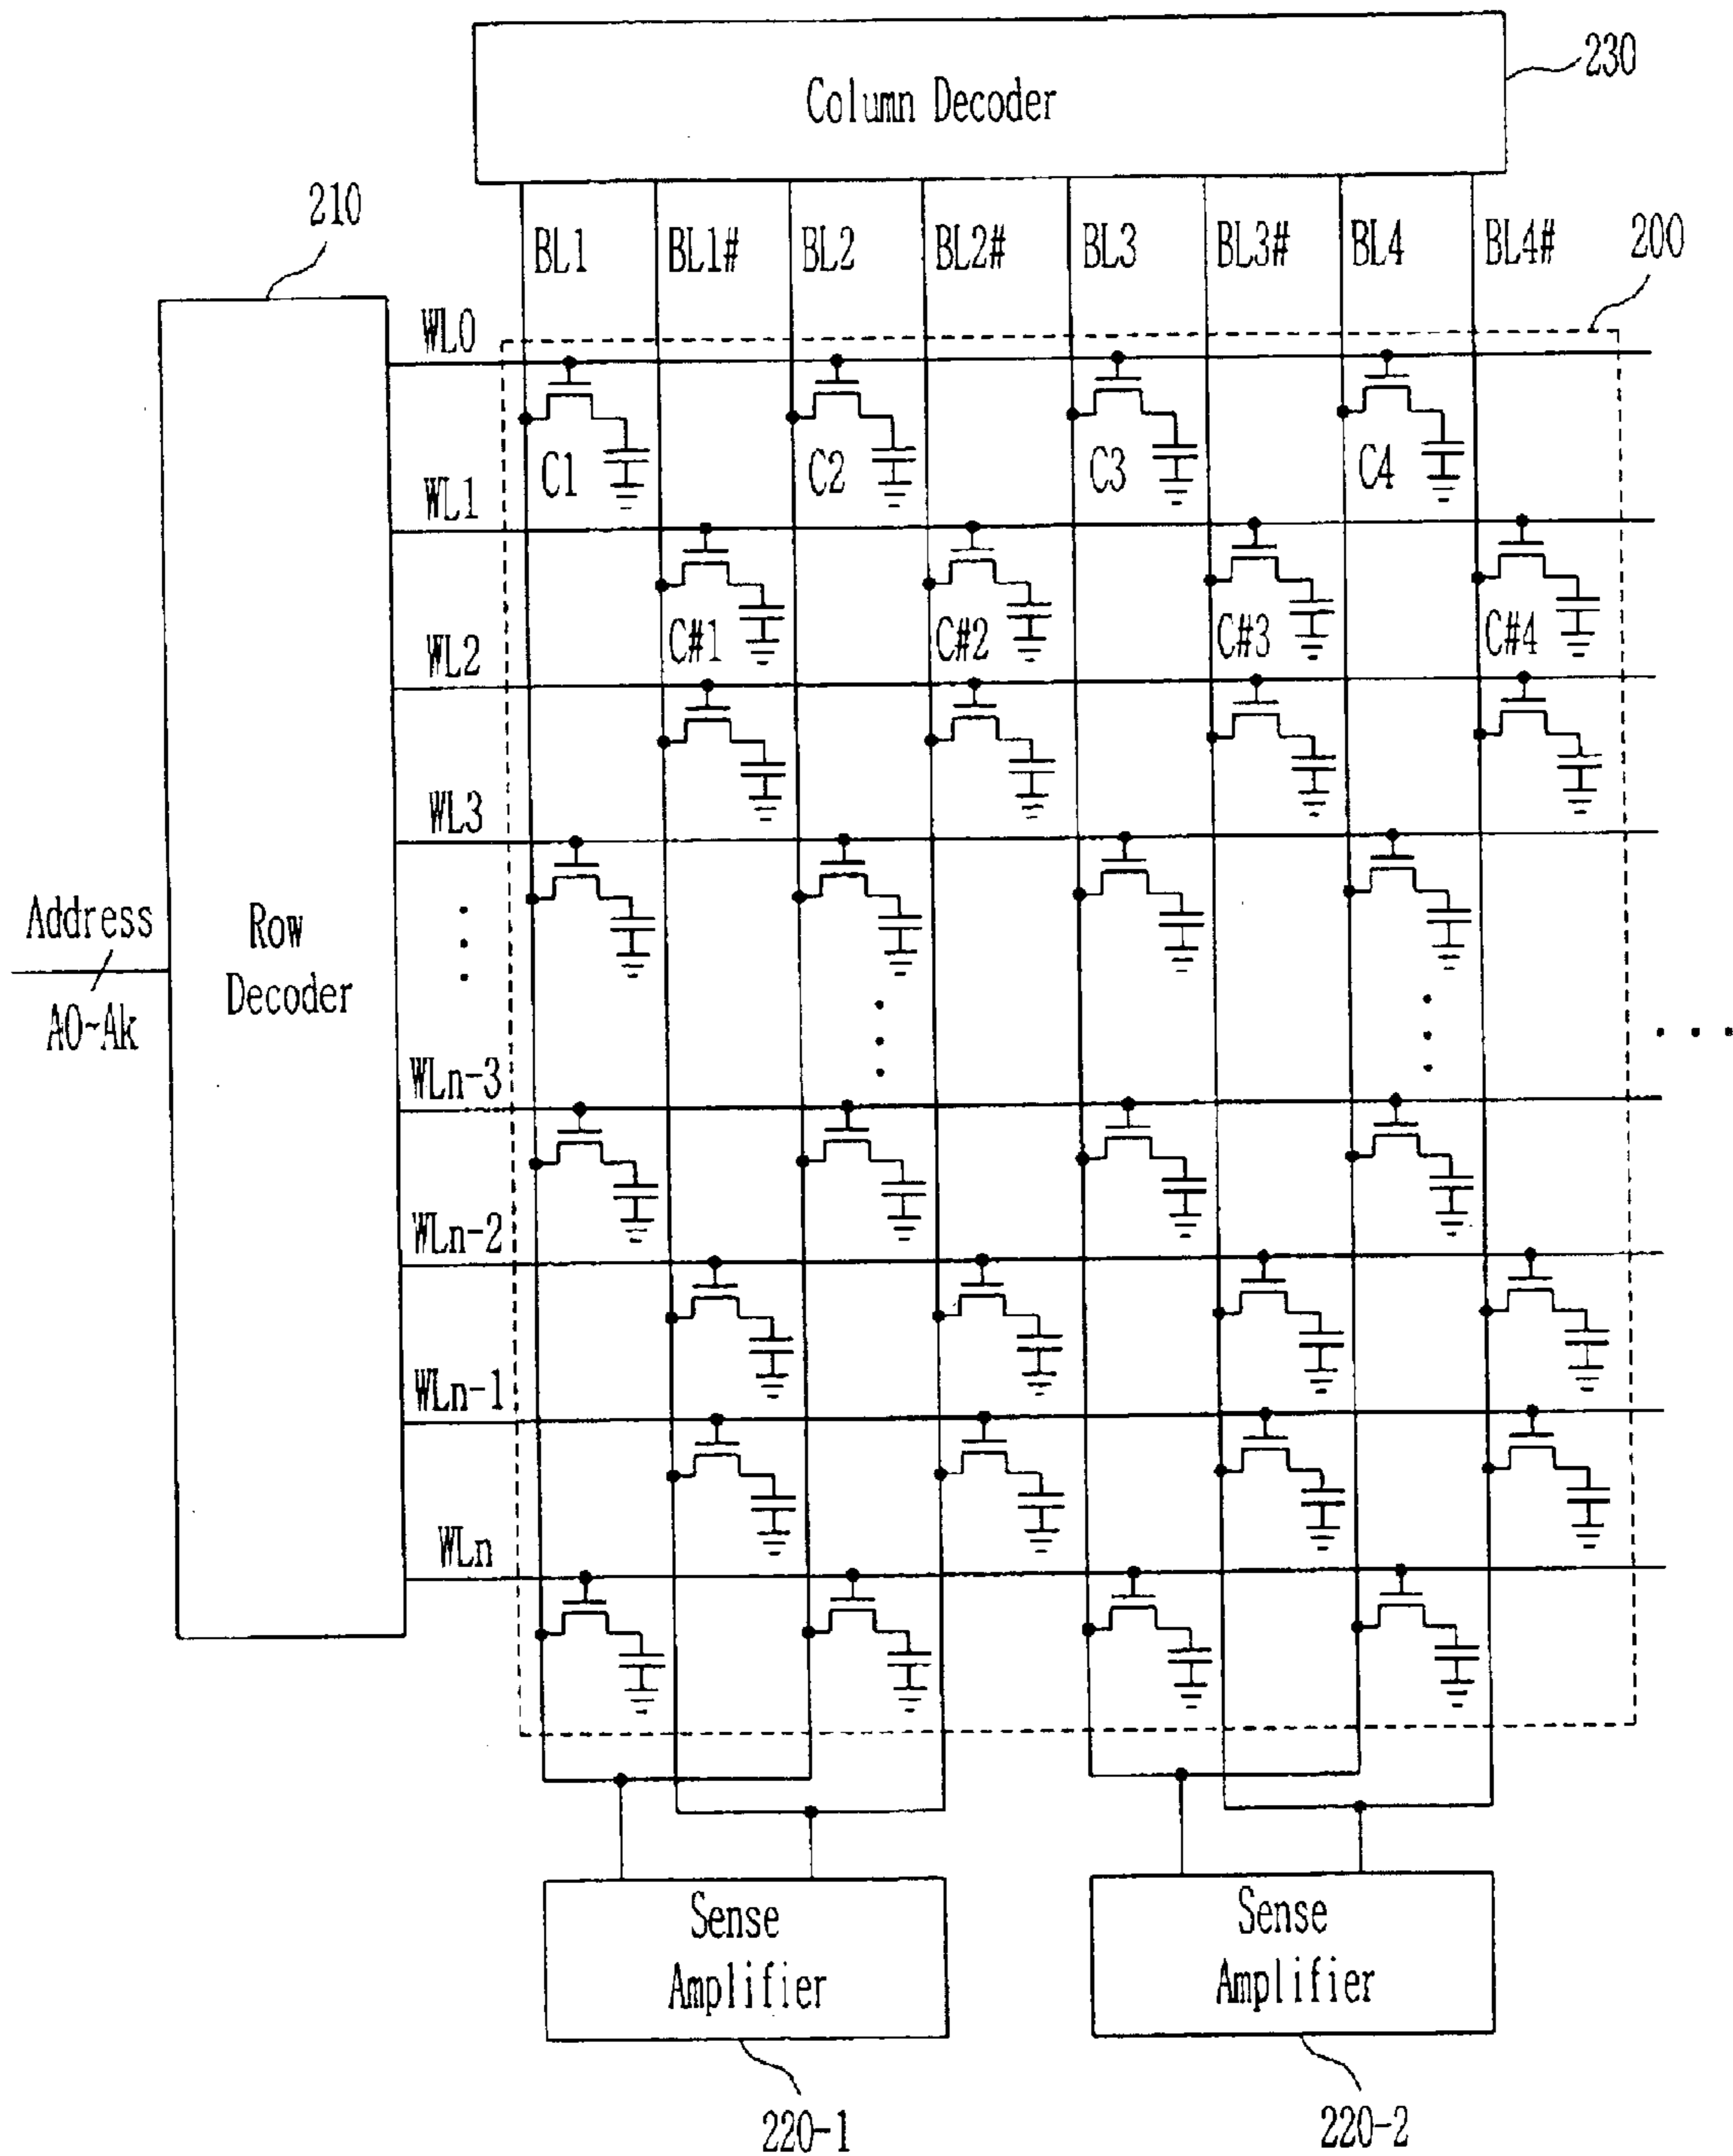 230
Column Decoder
210
BL1 BL1# BL2 BL2# BL3 BL3# BL4 BL4#
200
WL0
C1 C2 C3 C4
WL1
C#1 C#2 C#3 C#4
WL2
WL3
Address
A0~Ak
Row
Decoder
WLn-3
WLn-2
WLn-1
WLn
Sense
Amplifier
Sense
Amplifier
220-1
220-2